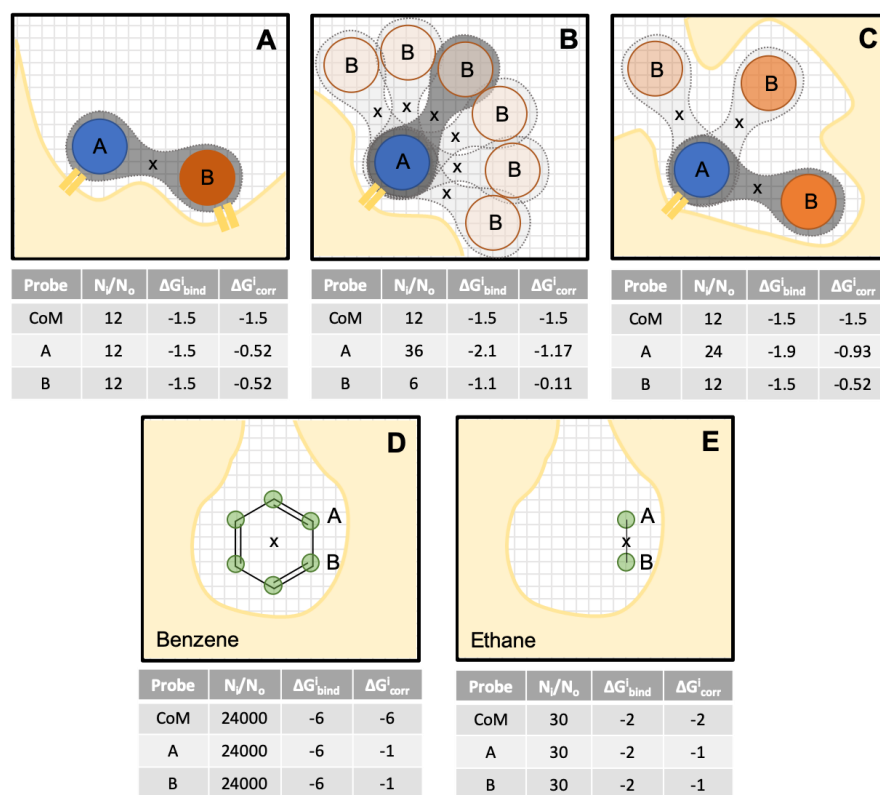 A
A
x
B
Probe Nᵢ/Nₒ ΔGⁱbind ΔGⁱcorr
CoM 12 -1.5 -1.5
A 12 -1.5 -0.52
B 12 -1.5 -0.52
B
B
B
B
x
x
x
B
x
A
x
B
x
B
Probe Nᵢ/Nₒ ΔGⁱbind ΔGⁱcorr
CoM 12 -1.5 -1.5
A 36 -2.1 -1.17
B 6 -1.1 -0.11
C
B
B
x
x
A
x
B
Probe Nᵢ/Nₒ ΔGⁱbind ΔGⁱcorr
CoM 12 -1.5 -1.5
A 24 -1.9 -0.93
B 12 -1.5 -0.52
D
A
x
B
Benzene
Probe Nᵢ/Nₒ ΔGⁱbind ΔGⁱcorr
CoM 24000 -6 -6
A 24000 -6 -1
B 24000 -6 -1
E
A
x
B
Ethane
Probe Nᵢ/Nₒ ΔGⁱbind ΔGⁱcorr
CoM 30 -2 -2
A 30 -2 -1
B 30 -2 -1